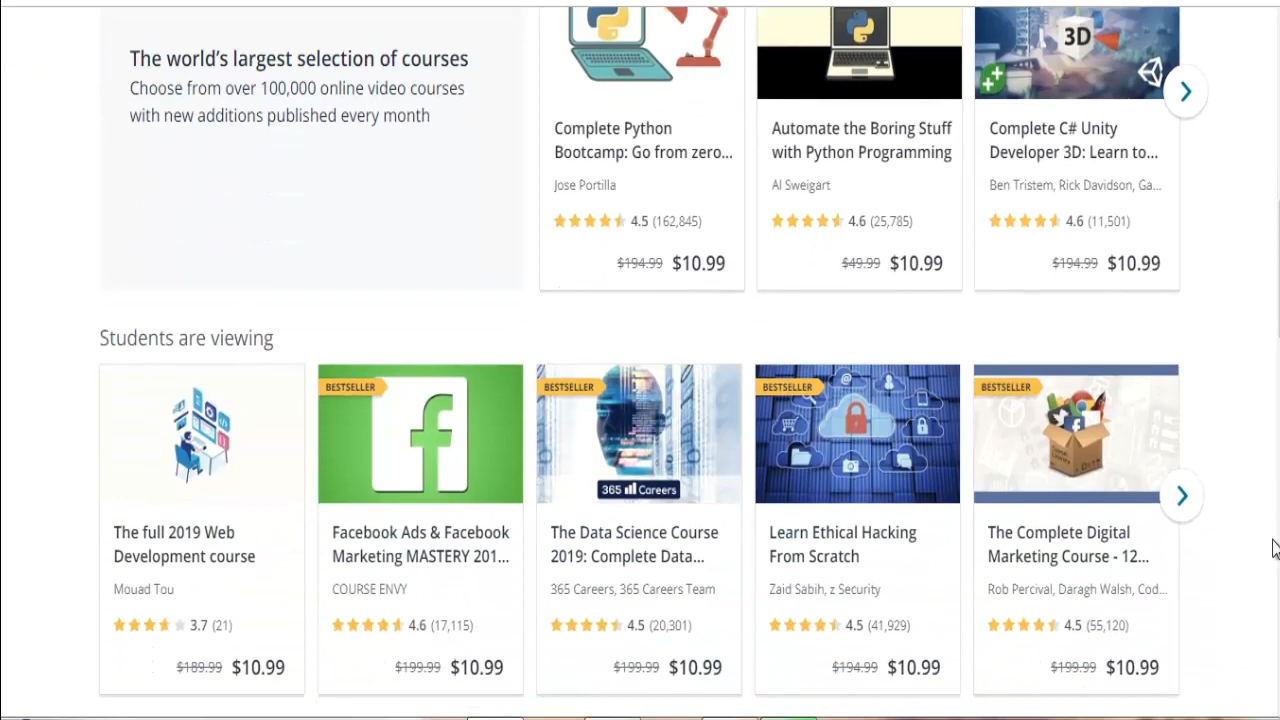 The world's largest selection of courses
Choose from over 100,000 online video courses
with new additions published every month
3D
Complete Python
Bootcamp: Go from zero...
Jose Portilla
4.5 (162,845)
$194.99 $10.99
Automate the Boring Stuff
with Python Programming
Al Sweigart
4.6 (25,785)
$49.99 $10.99
Complete C# Unity
Developer 3D: Learn to...
Ben Tristem, Rick Davidson, Ga...
4.6 (11,501)
$194.99 $10.99
Students are viewing
The full 2019 Web
Development course
Mouad Tou
3.7 (21)
$189.99 $10.99
BESTSELLER
Facebook Ads & Facebook
Marketing MASTERY 201...
COURSE ENVY
4.6 (17,115)
$199.99 $10.99
BESTSELLER
365 Careers
The Data Science Course
2019: Complete Data...
365 Careers, 365 Careers Team
4.5 (20,301)
$199.99 $10.99
BESTSELLER
Learn Ethical Hacking
From Scratch
Zaid Sabih, z Security
4.5 (41,929)
$194.99 $10.99
BESTSELLER
The Complete Digital
Marketing Course - 12...
Rob Percival, Daragh Walsh, Cod...
4.5 (55,120)
$199.99 $10.99